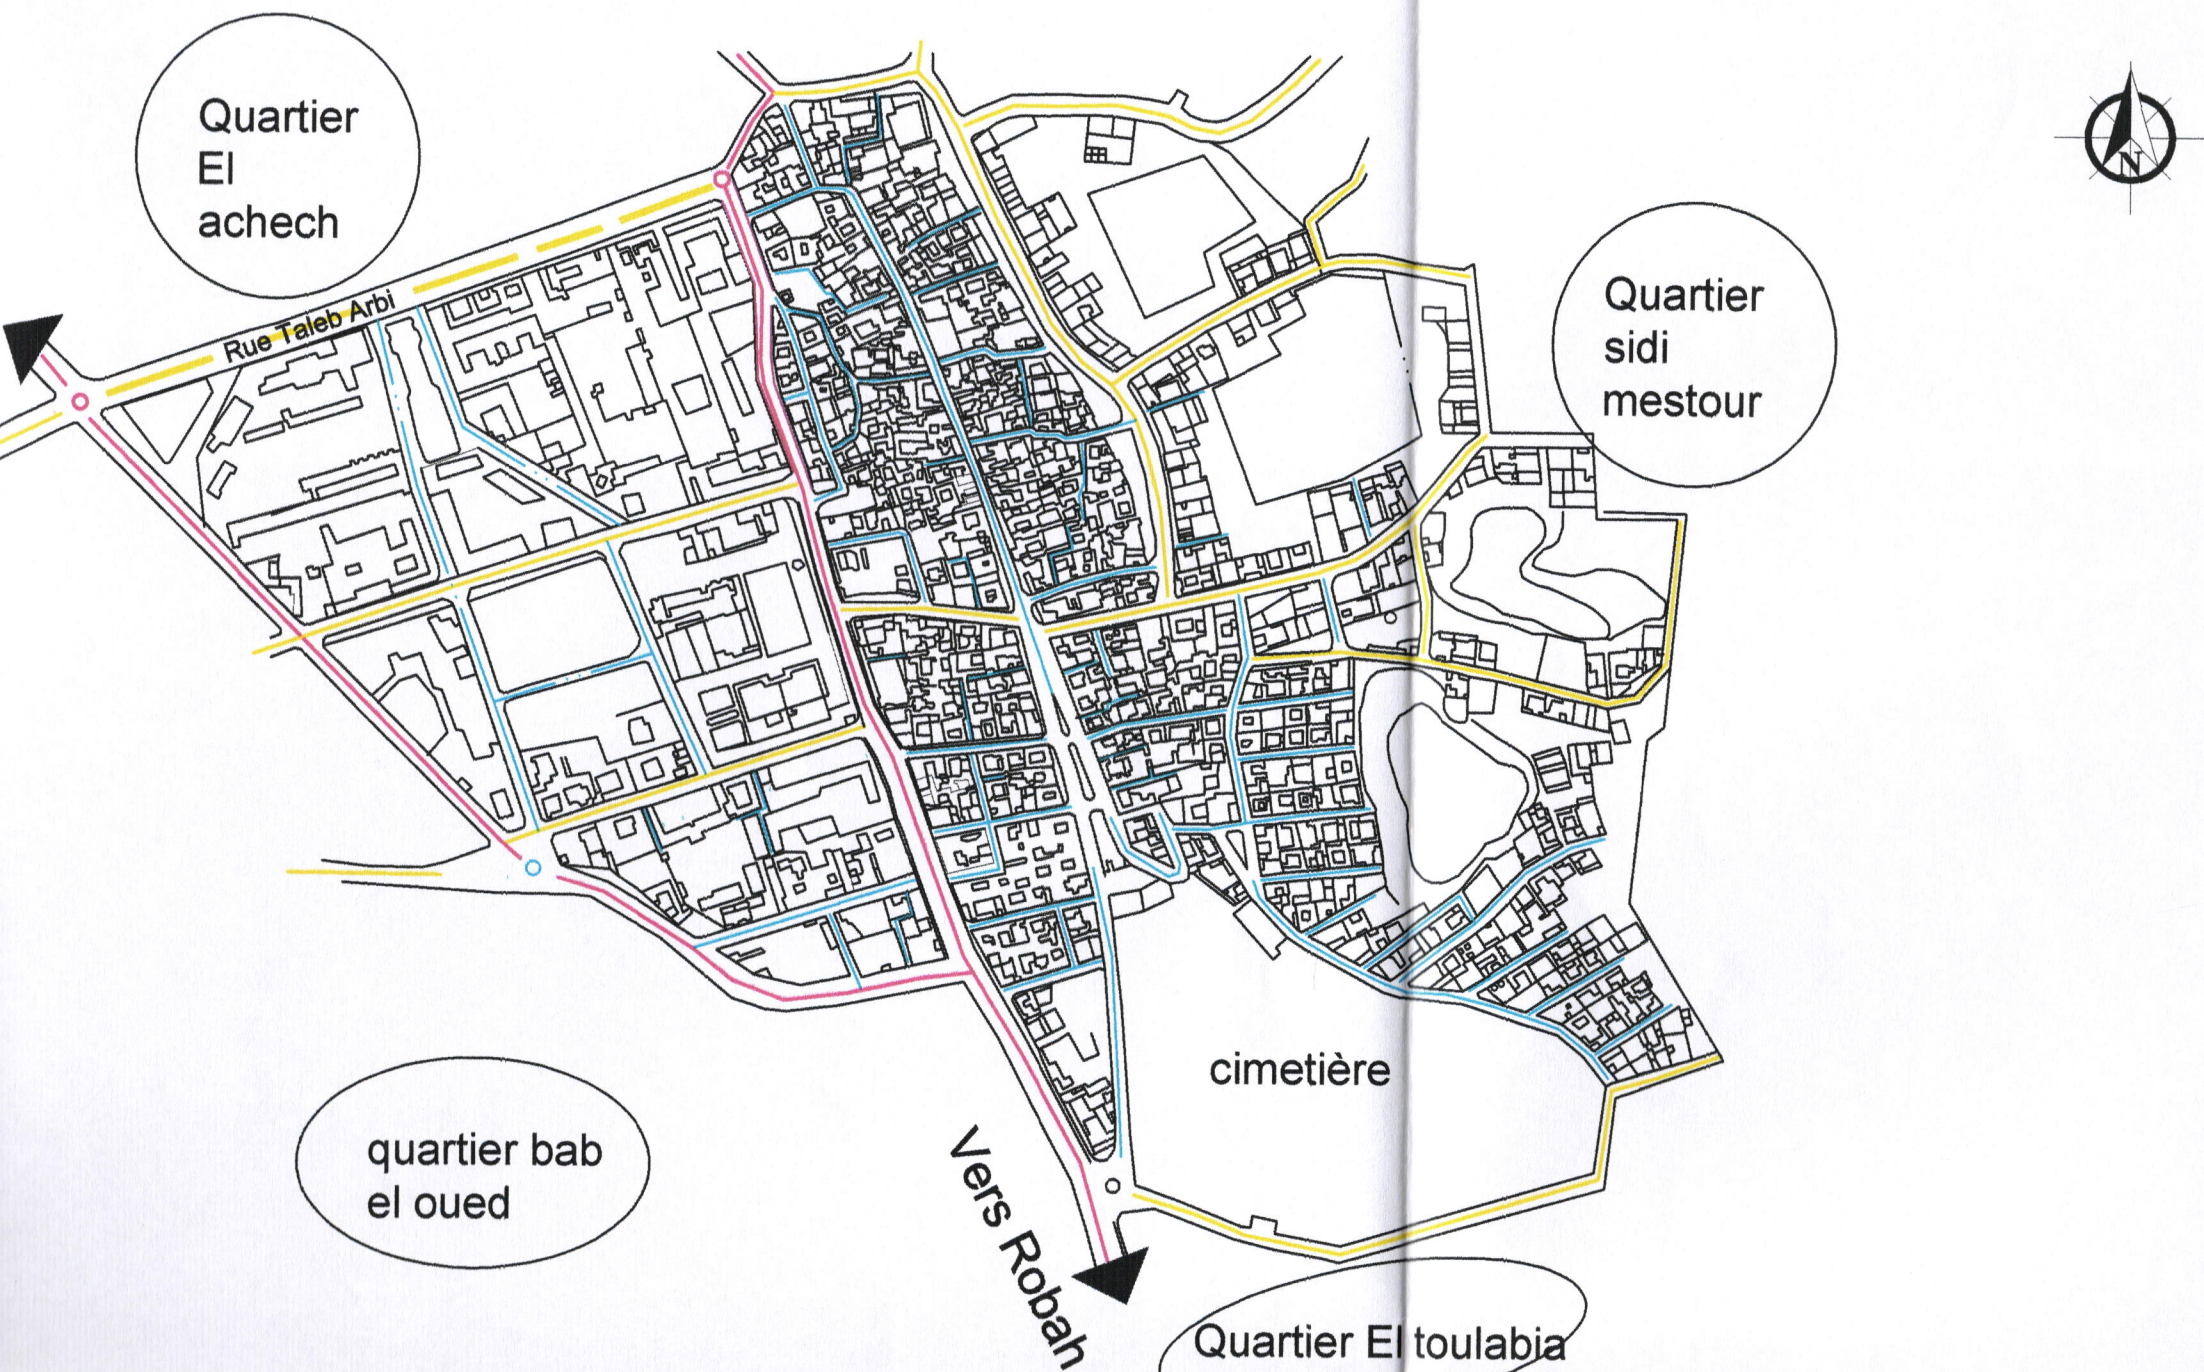 Quartier
El
achech
N
Quartier
sidi
mestour
Rue Taleb Arbi
cimetière
quartier bab
el oued
Vers Robah
Quartier El toulabia